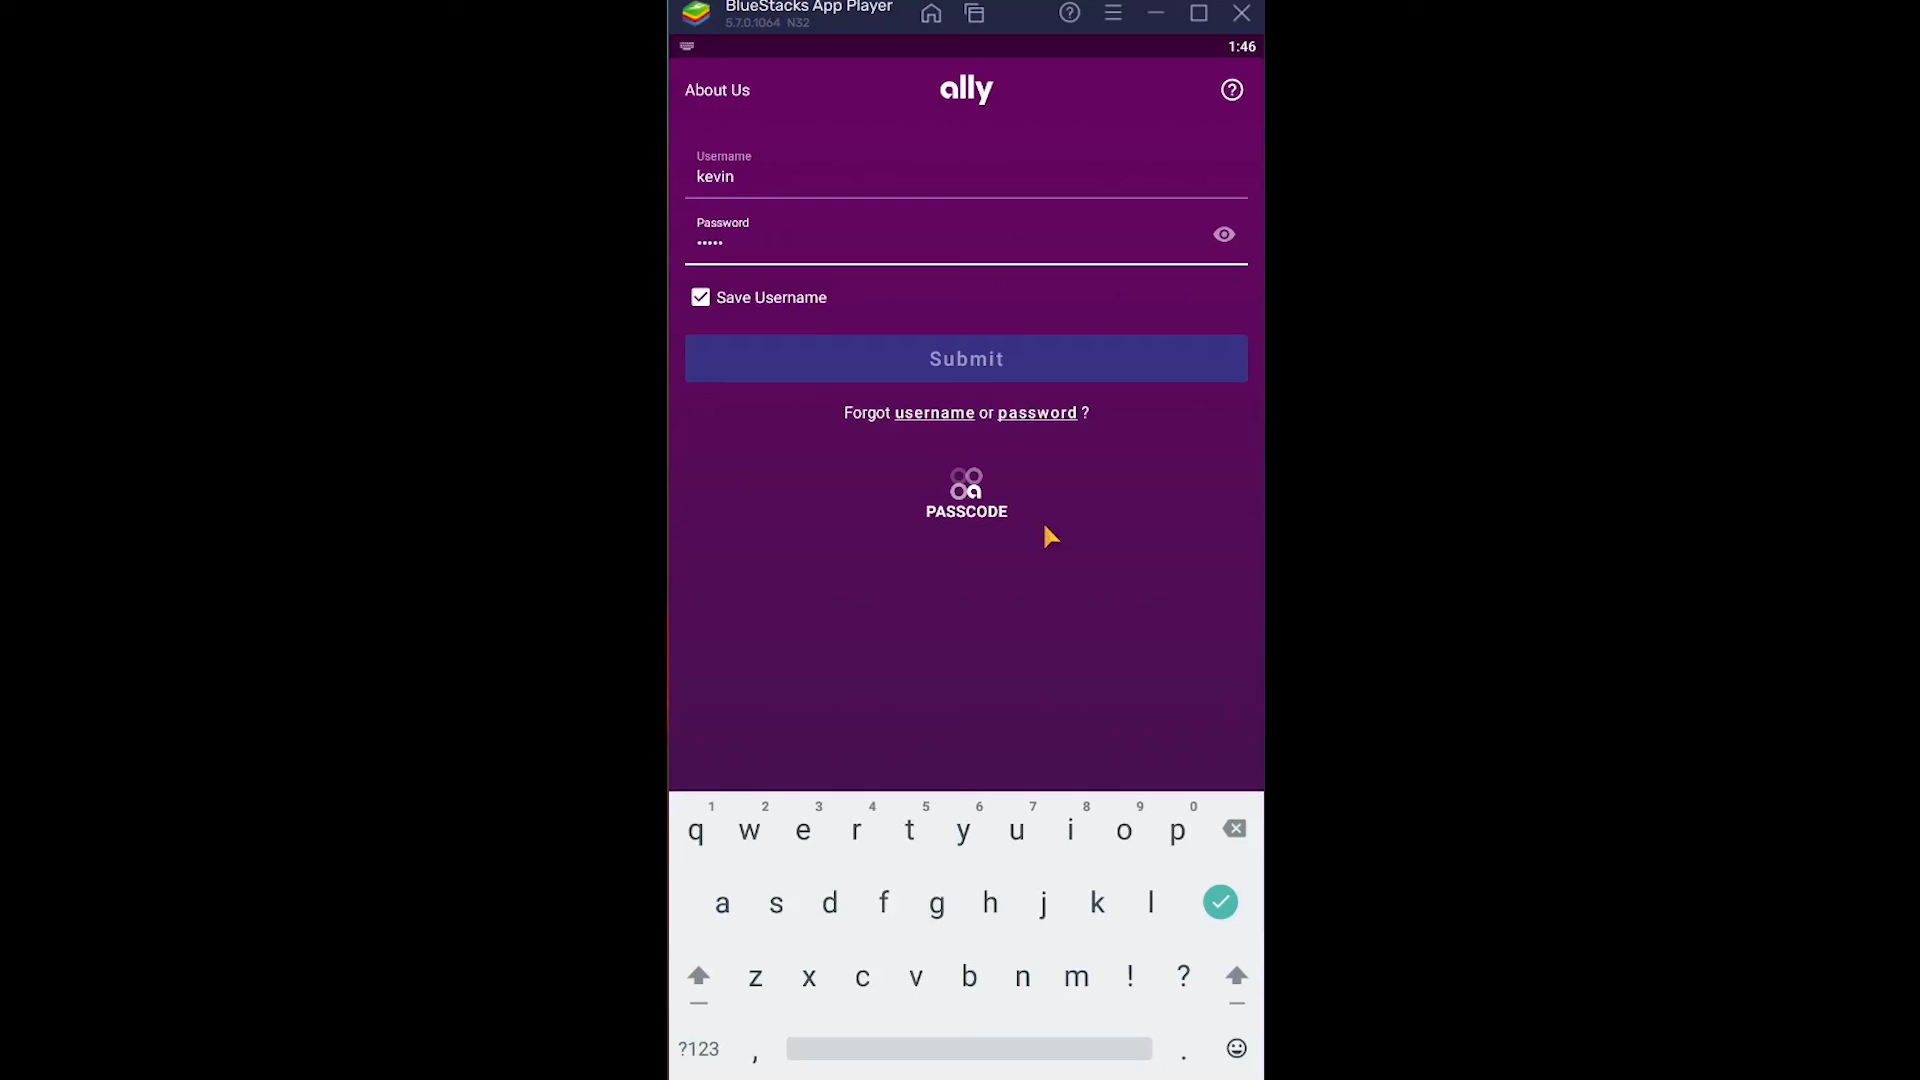 BlueStacks App Player
5.7.0.1064 N32
1:46
About Us
ally
Username
kevin
Password
•••••
Save Username
Submit
Forgot username or password ?
PASSCODE
1 2 3 4 5 6 7 8 9 0
q w e r t y u i o p
a s d f g h j k l
z x c v b n m ! ?
?123 , .